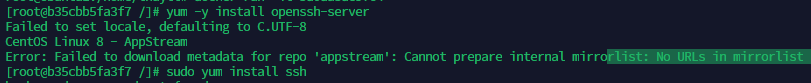 [root@b35cbb5fa3f7 /]# yum -y install openssh-server
Failed to set locale, defaulting to C.UTF-8
CentOS Linux 8 - AppStream
Error: Failed to download metadata for repo 'appstream': Cannot prepare internal mirrorlist: No URLs in mirrorlist
[root@b35cbb5fa3f7 /]# sudo yum install ssh